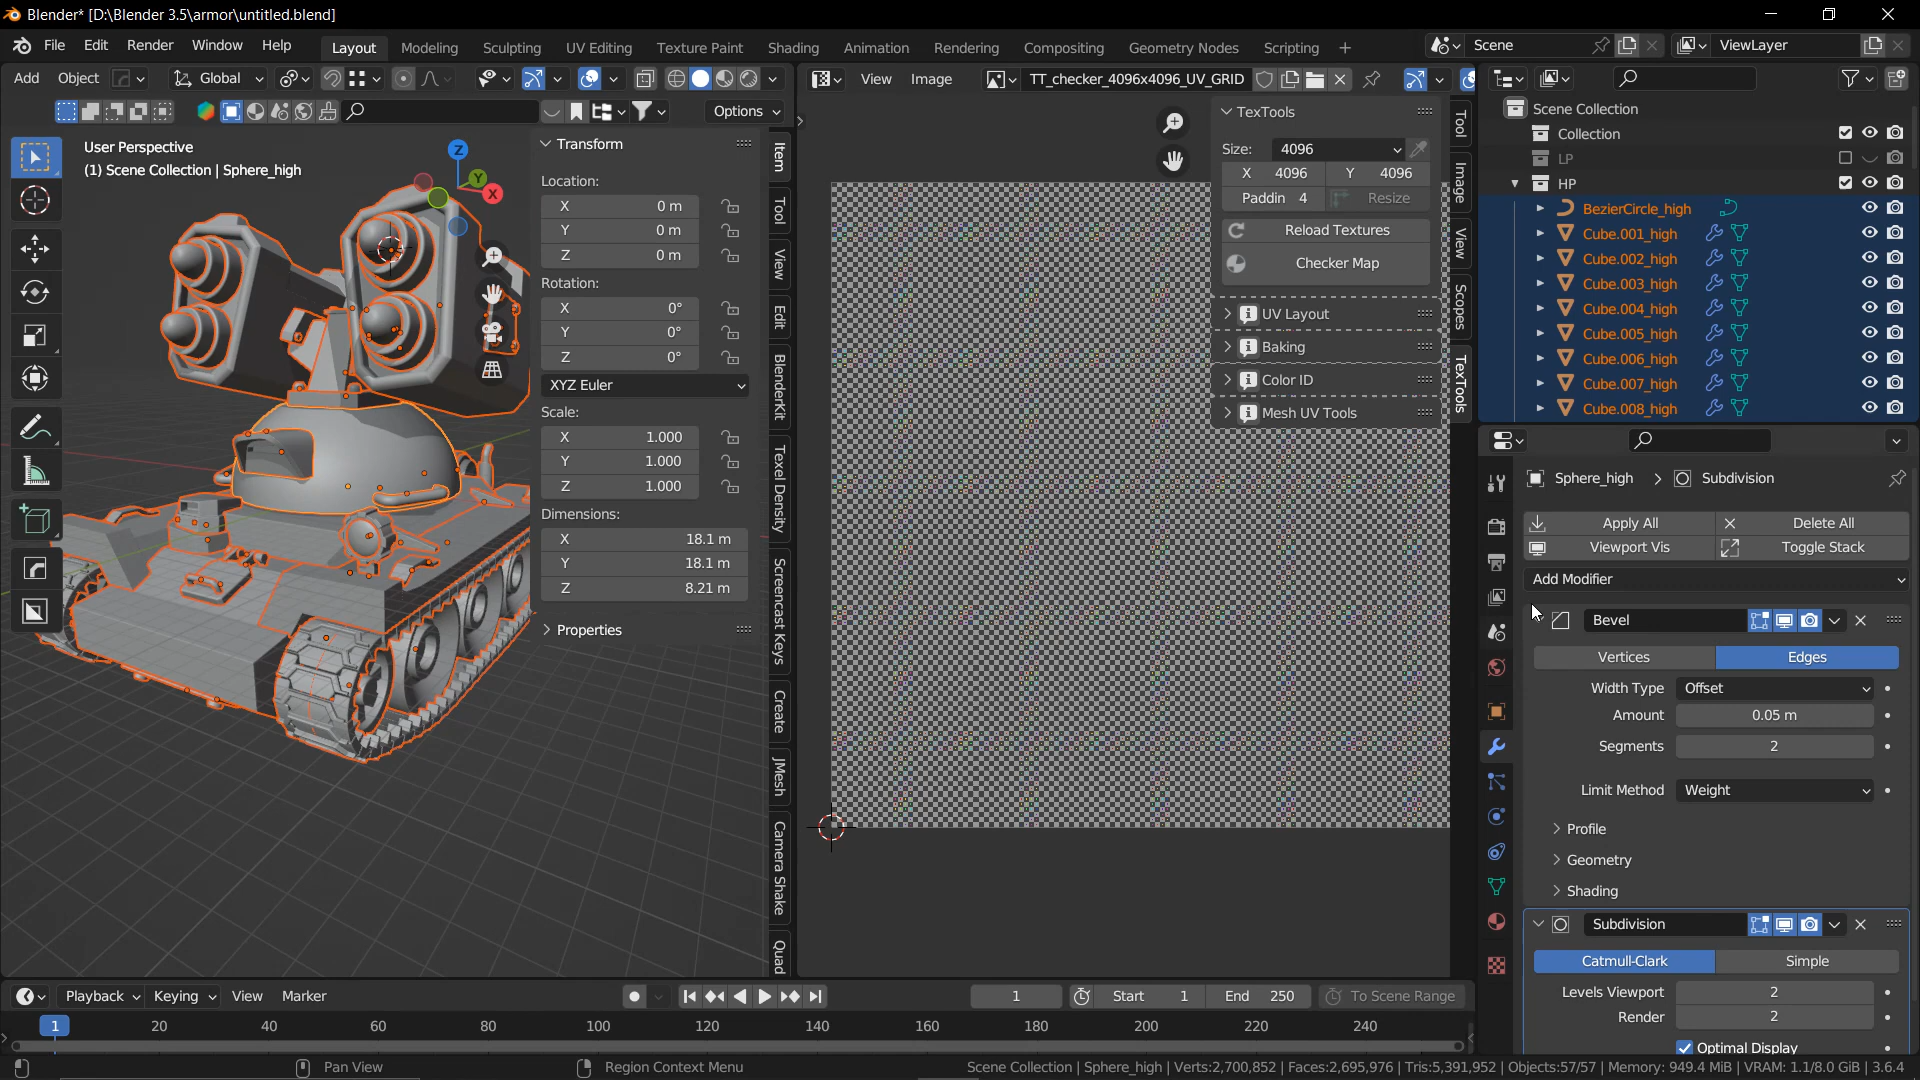 Blender* [D:\Blender 3.5\armor\untitled.blend]
File Edit Render Window Help
Layout Modeling Sculpting UV Editing Texture Paint Shading Animation Rendering Compositing Geometry Nodes Scripting +
Scene
ViewLayer
Add Object Global
Options
User Perspective
(1) Scene Collection | Sphere_high
Z
Y
X
Transform
Location:
X 0 m
Y 0 m
Z 0 m
Rotation:
X 0°
Y 0°
Z 0°
XYZ Euler
Scale:
X 1.000
Y 1.000
Z 1.000
Dimensions:
X 18.1 m
Y 18.1 m
Z 8.21 m
Properties
Item
Tool
View
Edit
BlenderKit
Texel Density
Screencast Keys
Create
JMesh
Camera Shake
Quad
View Image TT_checker_4096x4096_UV_GRID
TexTools
Size: 4096
X 4096 Y 4096
Paddin 4 Resize
Reload Textures
Checker Map
UV Layout
Baking
Color ID
Mesh UV Tools
Tool
Image
View
Scopes
TexTools
Scene Collection
Collection
LP
HP
BezierCircle_high
Cube.001_high
Cube.002_high
Cube.003_high
Cube.004_high
Cube.005_high
Cube.006_high
Cube.007_high
Cube.008_high
Sphere_high > Subdivision
Apply All Delete All
Viewport Vis Toggle Stack
Add Modifier
Bevel
Vertices Edges
Width Type Offset
Amount 0.05 m
Segments 2
Limit Method Weight
Profile
Geometry
Shading
Subdivision
Catmull-Clark Simple
Levels Viewport 2
Render 2
Optimal Display
Playback Keying View Marker
1 Start 1 End 250 To Scene Range
1 20 40 60 80 100 120 140 160 180 200 220 240
Pan View Region Context Menu
Scene Collection | Sphere_high | Verts:2,700,852 | Faces:2,695,976 | Tris:5,391,952 | Objects:57/57 | Memory: 949.4 MiB | VRAM: 1.1/8.0 GiB | 3.6.4